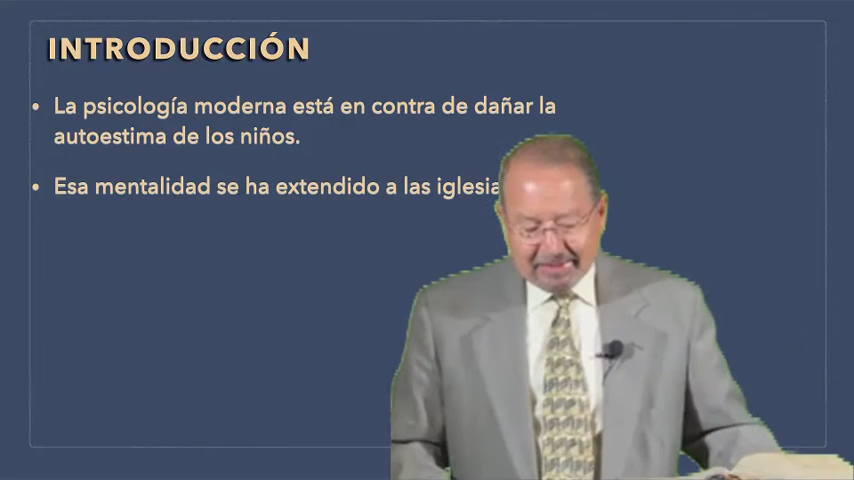 INTRODUCCIÓN
• La psicología moderna está en contra de dañar la
autoestima de los niños.
• Esa mentalidad se ha extendido a las iglesia